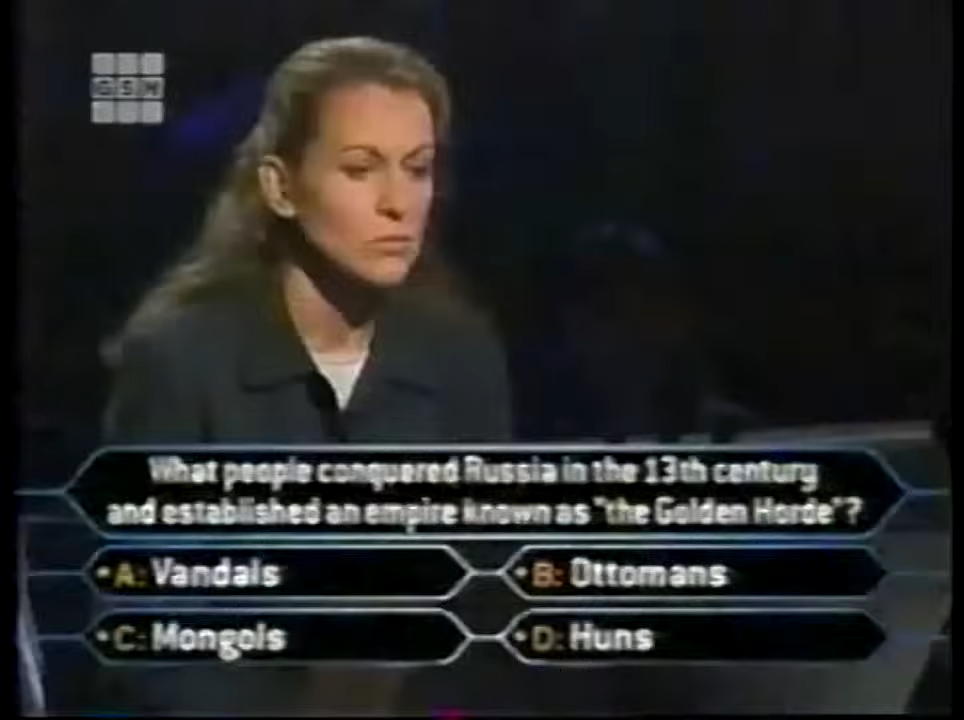 GSN
What people conquered Russia in the 13th century
and established an empire known as "the Golden Horde"?
A: Vandals
B: Ottomans
C: Mongols
D: Huns